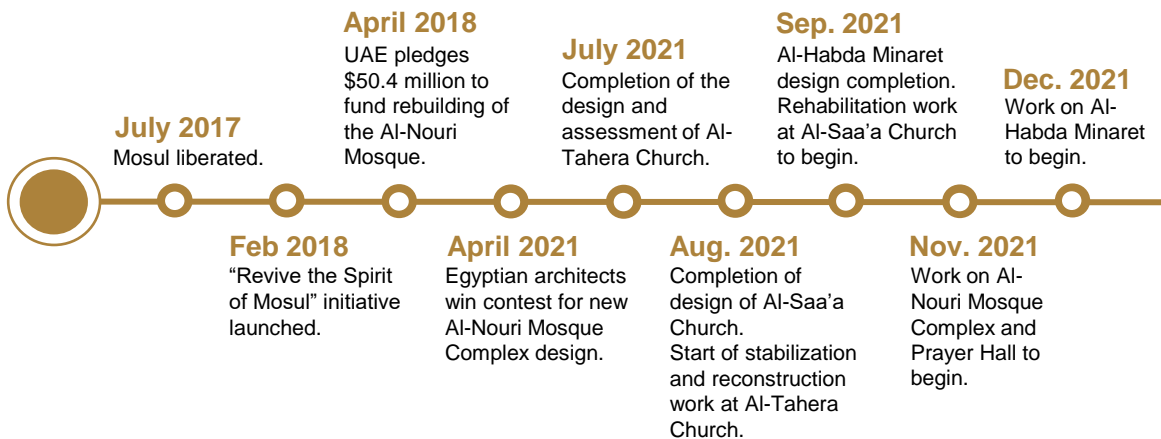 July 2017
Mosul liberated.
Feb 2018
“Revive the Spirit
of Mosul” initiative
launched.
April 2018
UAE pledges
$50.4 million to
fund rebuilding of
the Al-Nouri
Mosque.
April 2021
Egyptian architects
win contest for new
Al-Nouri Mosque
Complex design.
July 2021
Completion of the
design and
assessment of Al-
Tahera Church.
Aug. 2021
Completion of
design of Al-Saa’a
Church.
Start of stabilization
and reconstruction
work at Al-Tahera
Church.
Sep. 2021
Al-Habda Minaret
design completion.
Rehabilitation work
at Al-Saa’a Church
to begin.
Nov. 2021
Work on Al-
Nouri Mosque
Complex and
Prayer Hall to
begin.
Dec. 2021
Work on Al-
Habda Minaret
to begin.